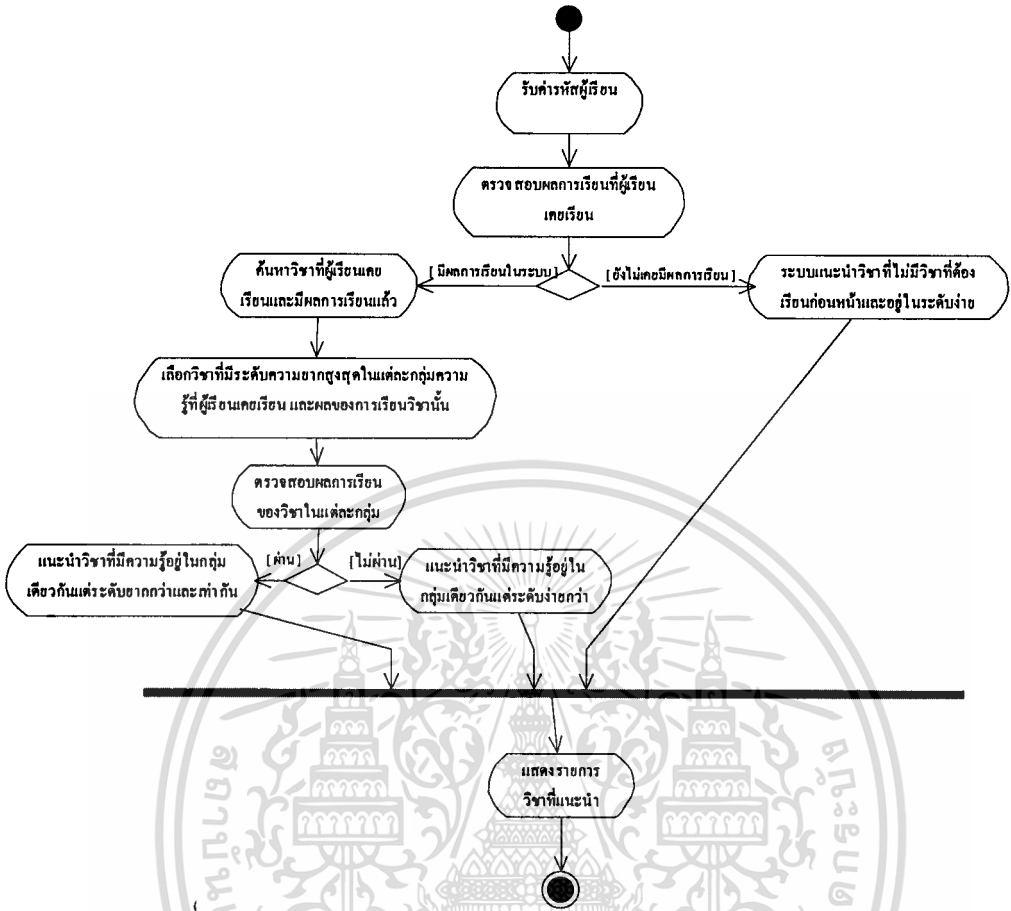 รับค่ารหัสผู้เรียน
ตรวจสอบผลการเรียนที่ผู้เรียน
เคยเรียน
[ มีผลการเรียนในระบบ ]
[ ยังไม่เคยมีผลการเรียน ]
ค้นหาวิชาที่ผู้เรียนเคย
เรียนและมีผลการเรียนแล้ว
ระบบแนะนำวิชาที่ไม่มีวิชาที่ต้อง
เรียนก่อนหน้าและอยู่ในระดับง่าย
เลือกวิชาที่มีระดับความยากสูงสุดในแต่ละกลุ่มความ
รู้ที่ผู้เรียนเคยเรียน และผลของการเรียนวิชานั้น
ตรวจสอบผลการเรียน
ของวิชาในแต่ละกลุ่ม
[ ผ่าน ]
[ ไม่ผ่าน ]
แนะนำวิชาที่มีความรู้อยู่ในกลุ่ม
เดียวกันแต่ระดับยากกว่าและเท่ากัน
แนะนำวิชาที่มีความรู้อยู่ใน
กลุ่มเดียวกันแต่ระดับง่ายกว่า
แสดงรายการ
วิชาที่แนะนำ